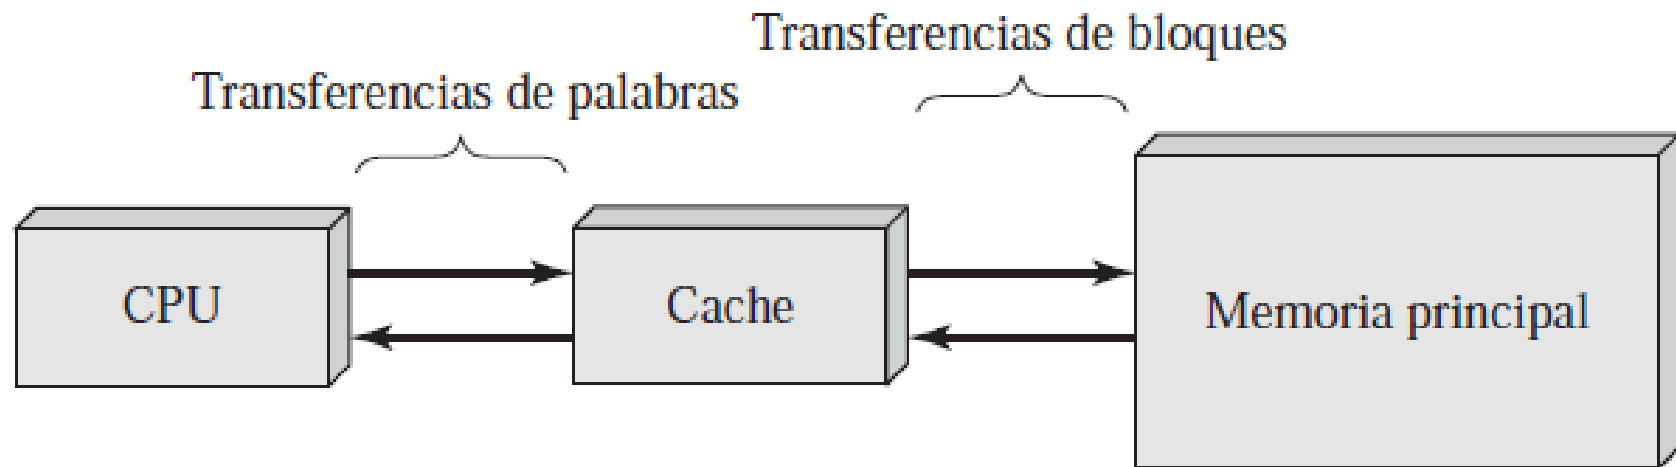 Transferencias de bloques
Transferencias de palabras
CPU
Cache
Memoria principal